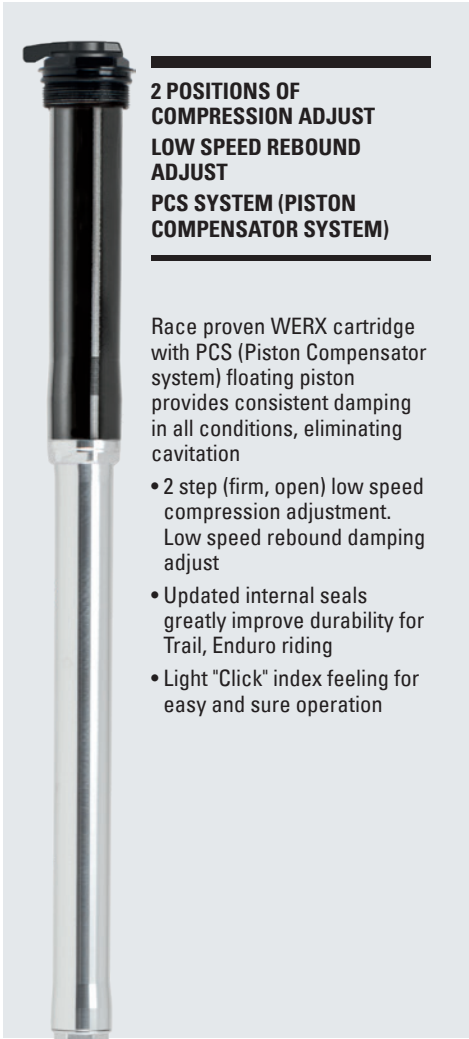 2 POSITIONS OF
COMPRESSION ADJUST
LOW SPEED REBOUND
ADJUST
PCS SYSTEM (PISTON
COMPENSATOR SYSTEM)
Race proven WERX cartridge
with PCS (Piston Compensator
system) floating piston
provides consistent damping
in all conditions, eliminating
cavitation
• 2 step (firm, open) low speed
compression adjustment.
Low speed rebound damping
adjust
• Updated internal seals
greatly improve durability for
Trail, Enduro riding
• Light "Click" index feeling for
easy and sure operation